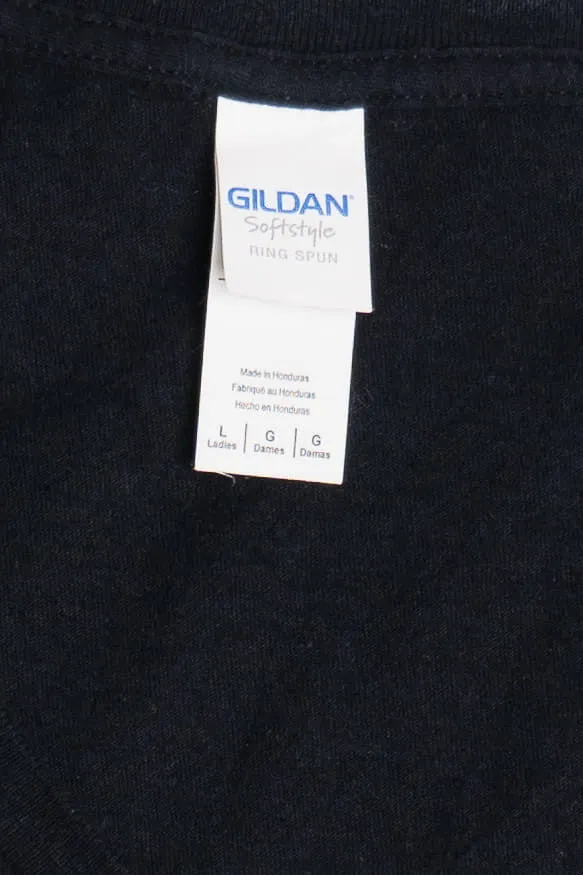 GILDAN®
Softstyle
RING SPUN
Made in Honduras
Fabriqué au Honduras
Hecho en Honduras
L G G
Ladies Dames Damas